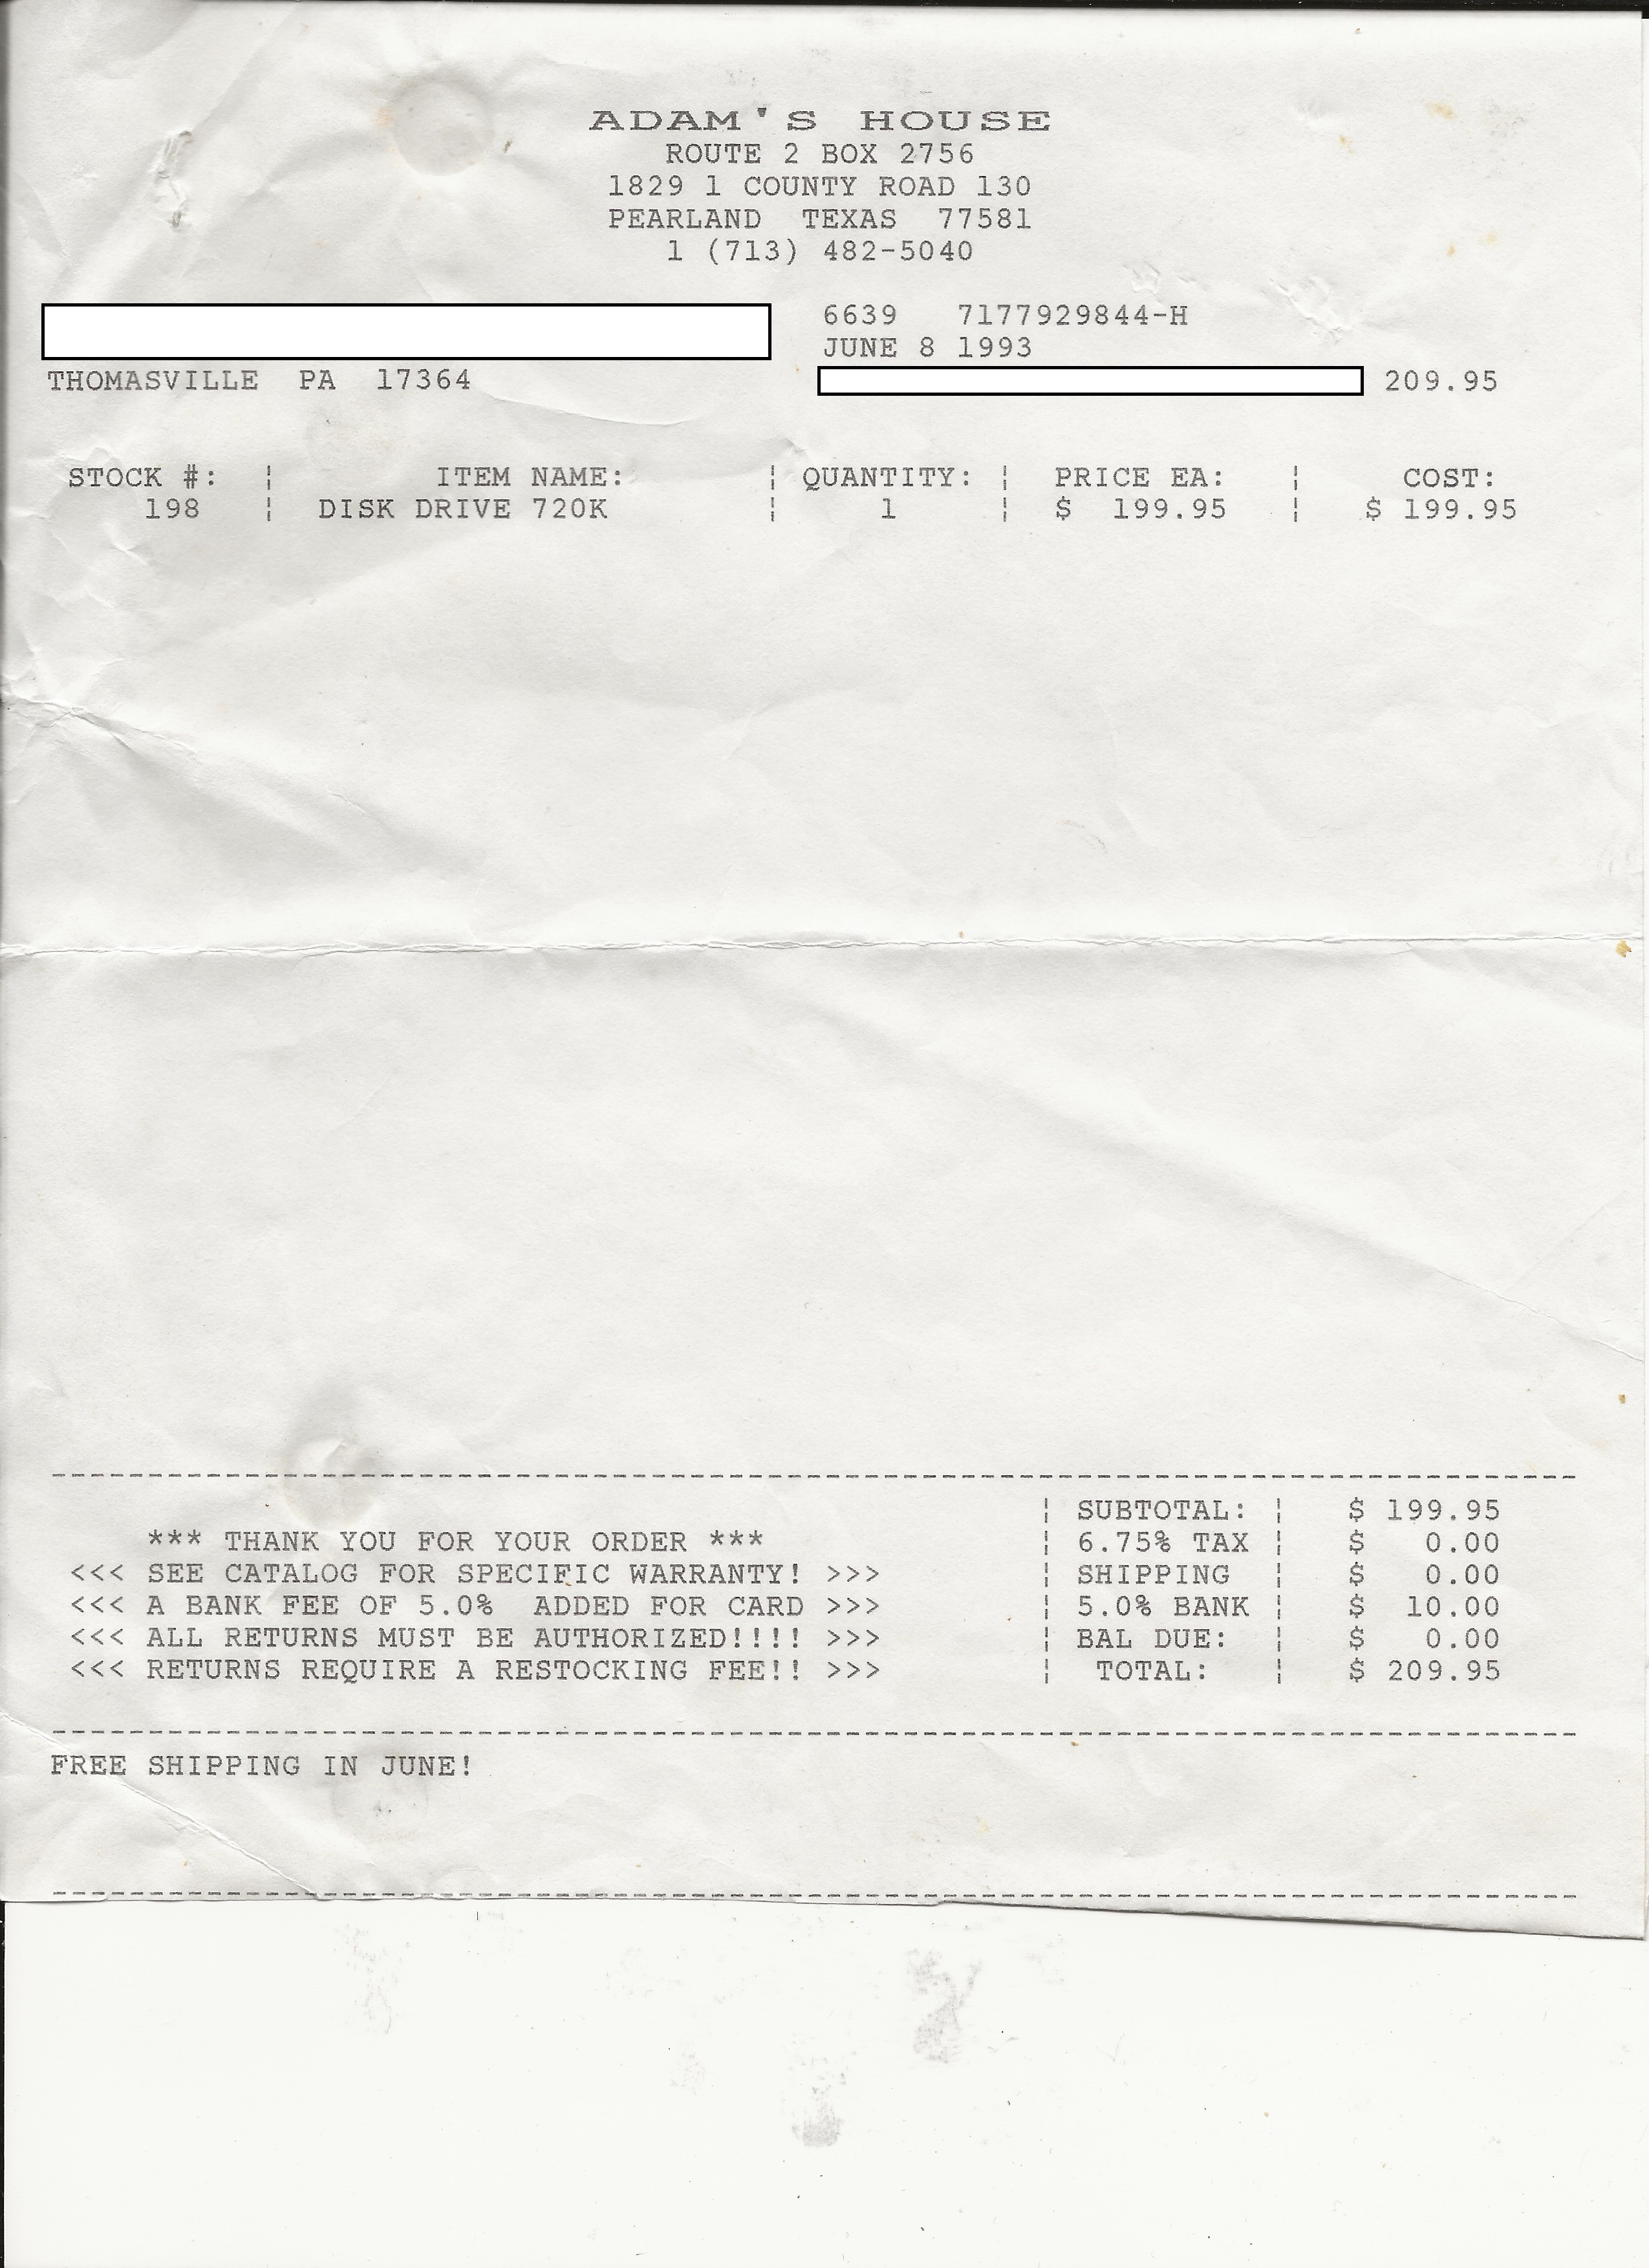 ADAM'S HOUSE
ROUTE 2 BOX 2756
1829 1 COUNTY ROAD 130
PEARLAND TEXAS 77581
1 (713) 482-5040
6639 7177929844-H
JUNE 8 1993
THOMASVILLE PA 17364 209.95
STOCK #: ¦ ITEM NAME: ¦ QUANTITY: ¦ PRICE EA: ¦ COST:
198 ¦ DISK DRIVE 720K ¦ 1 ¦ $ 199.95 ¦ $ 199.95
¦ SUBTOTAL: ¦ $ 199.95
*** THANK YOU FOR YOUR ORDER *** ¦ 6.75% TAX ¦ $ 0.00
<<< SEE CATALOG FOR SPECIFIC WARRANTY! >>> ¦ SHIPPING ¦ $ 0.00
<<< A BANK FEE OF 5.0% ADDED FOR CARD >>> ¦ 5.0% BANK ¦ $ 10.00
<<< ALL RETURNS MUST BE AUTHORIZED!!!! >>> ¦ BAL DUE: ¦ $ 0.00
<<< RETURNS REQUIRE A RESTOCKING FEE!! >>> ¦ TOTAL: ¦ $ 209.95
FREE SHIPPING IN JUNE!